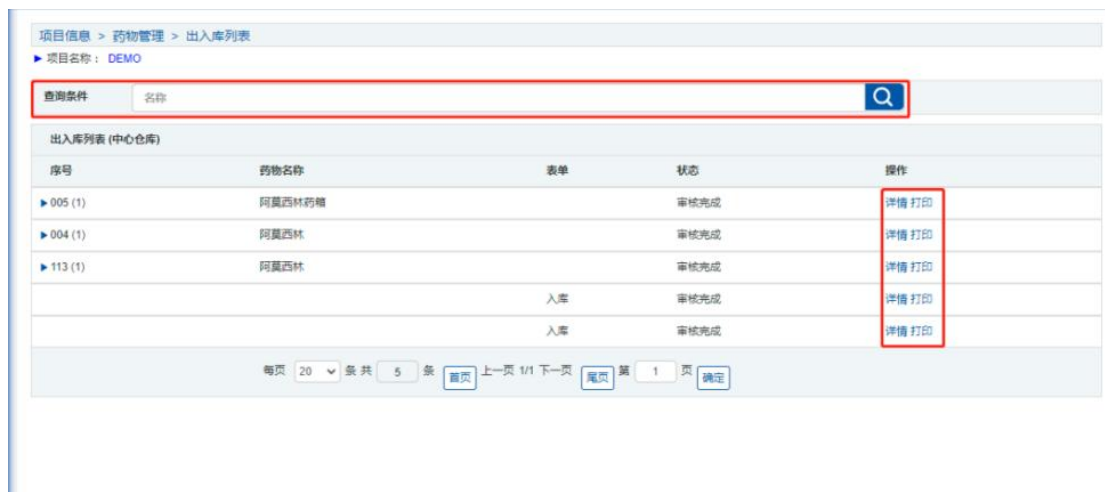 项目信息 > 药物管理 > 出入库列表
▶ 项目名称： DEMO
查询条件 名称
出入库列表 (中心仓库)
序号 药物名称 表单 状态 操作
▶ 005 (1) 阿莫西林药箱 审核完成 详情 打印
▶ 004 (1) 阿莫西林 审核完成 详情 打印
▶ 113 (1) 阿莫西林 审核完成 详情 打印
入库 审核完成 详情 打印
入库 审核完成 详情 打印
每页 20 条 共 5 条 首页 上一页 1/1 下一页 尾页 第 1 页 确定